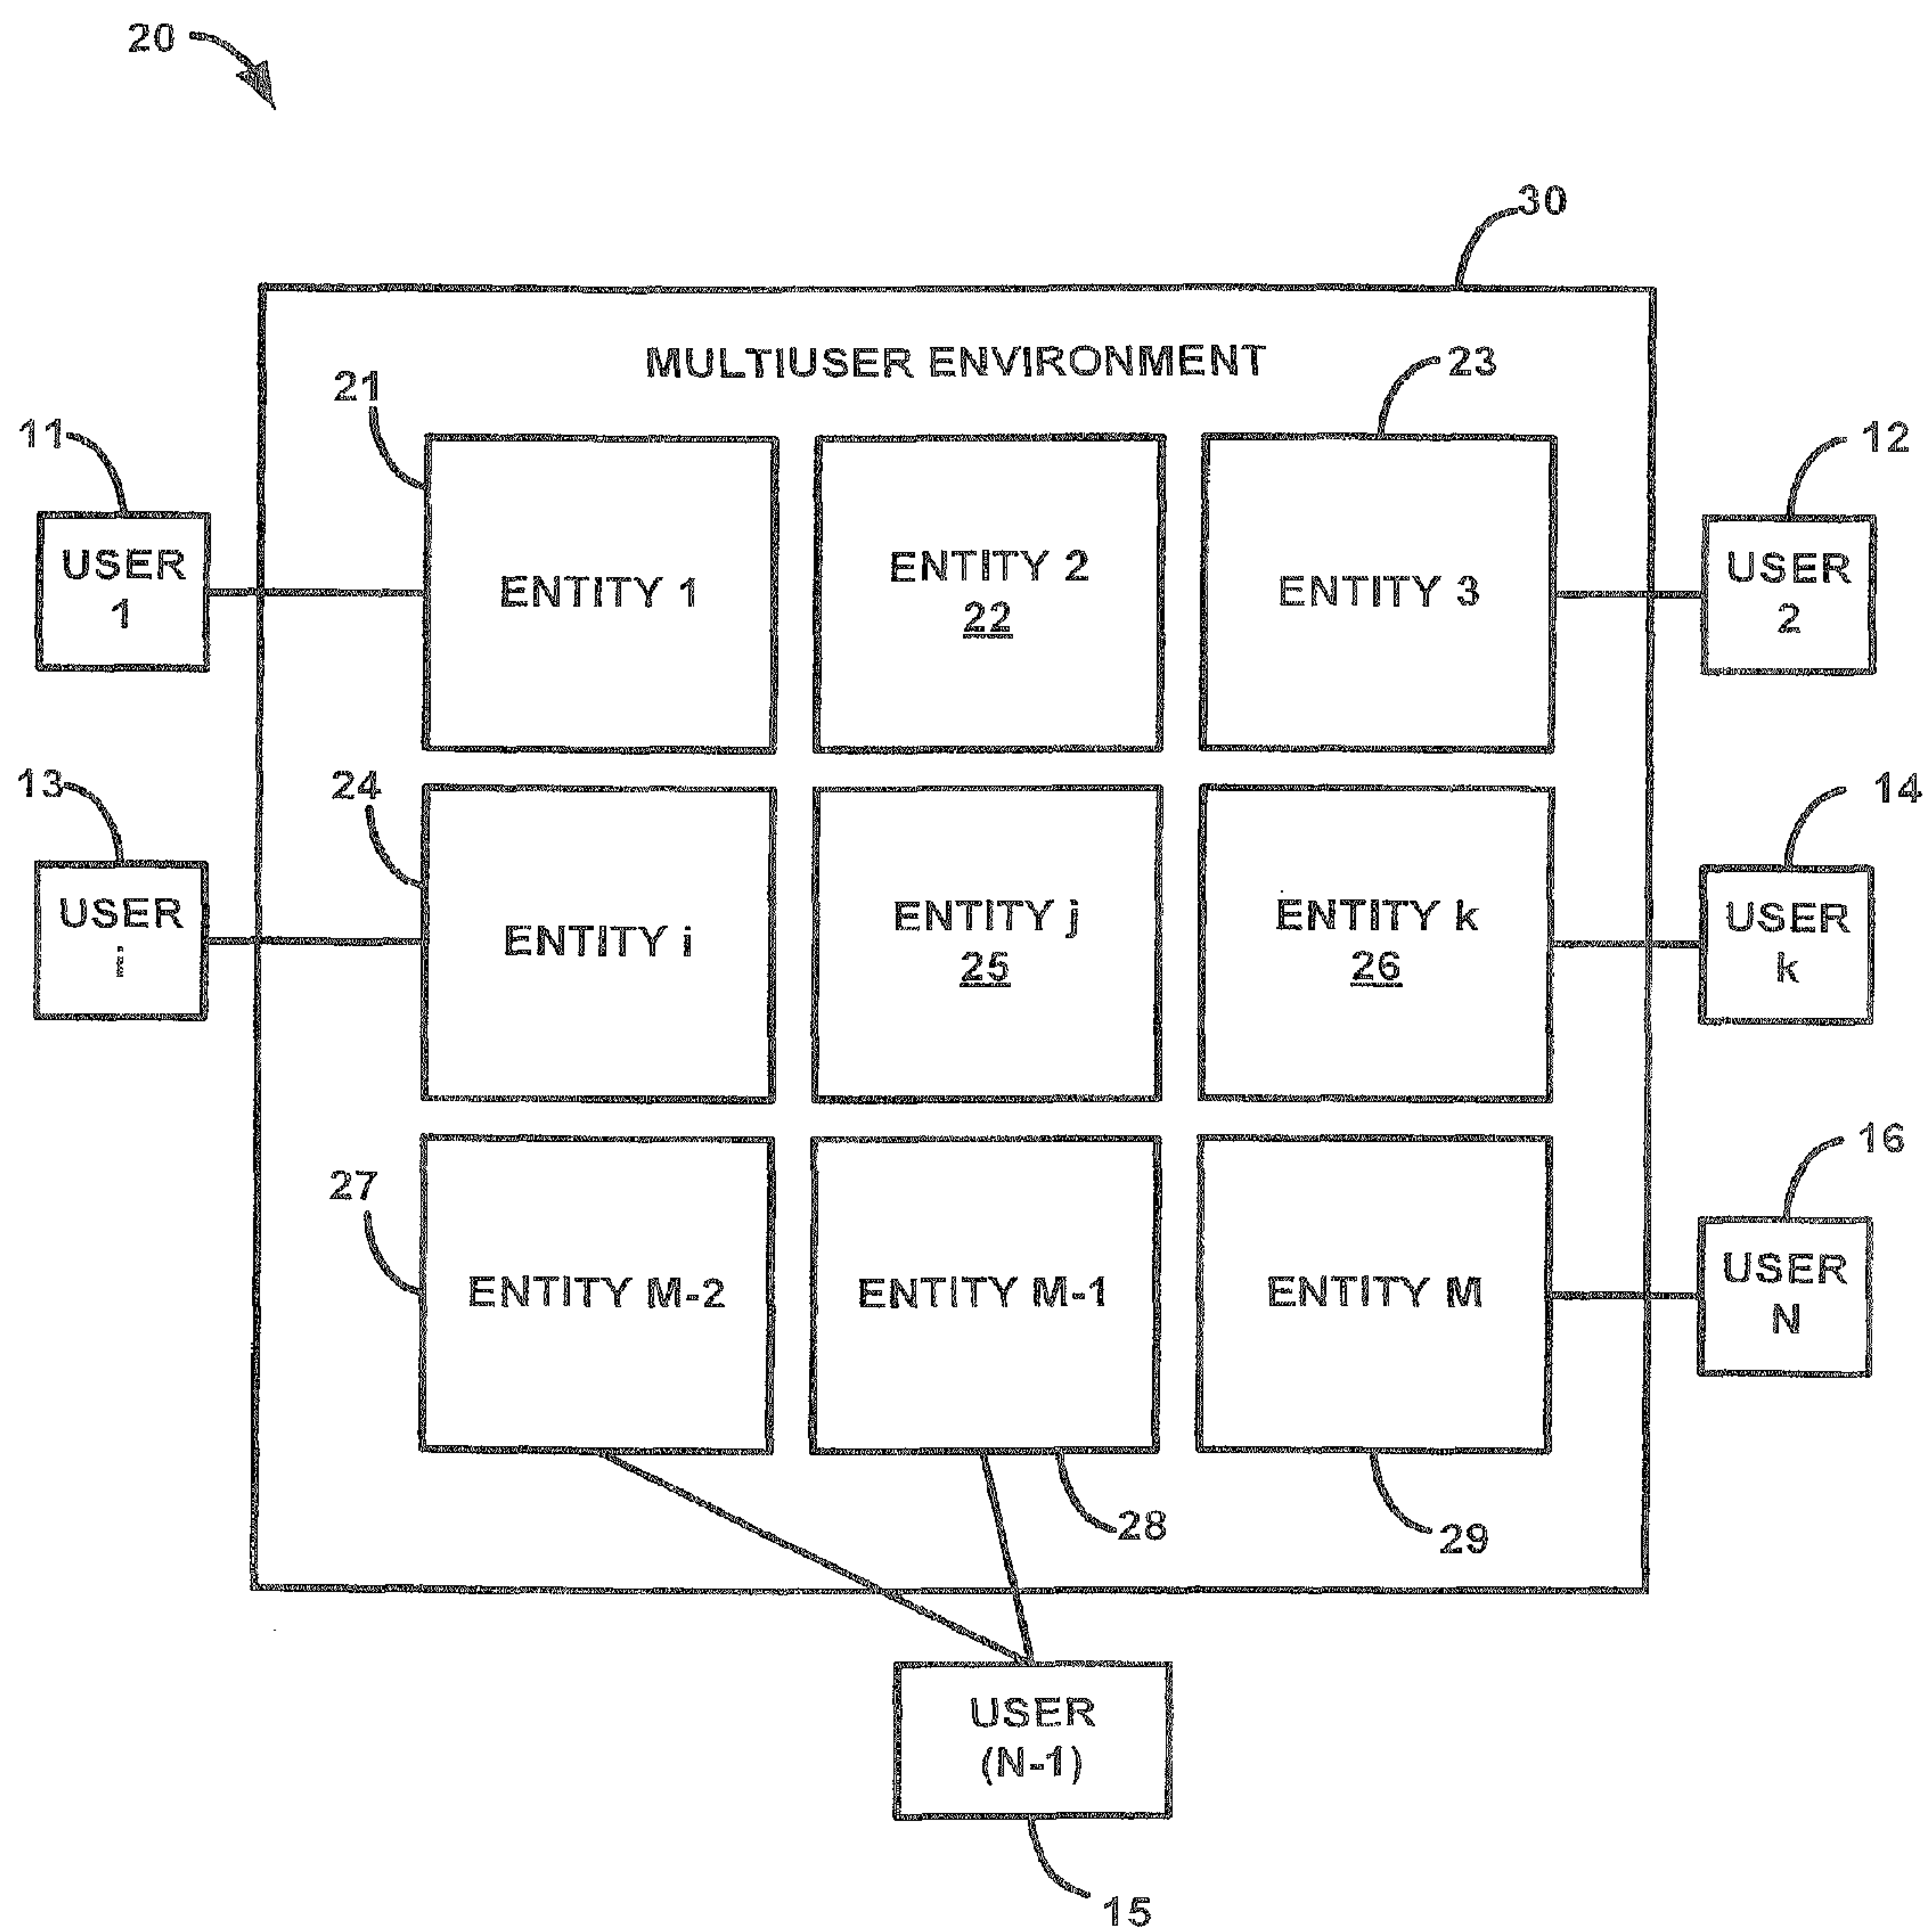 20
30
MULTIUSER ENVIRONMENT
21
23
11
12
USER
1
ENTITY 1
ENTITY 2
22
ENTITY 3
USER
2
13
24
14
USER
i
ENTITY i
ENTITY j
25
ENTITY k
26
USER
k
27
16
ENTITY M-2
ENTITY M-1
ENTITY M
USER
N
28
29
USER
(N-1)
15